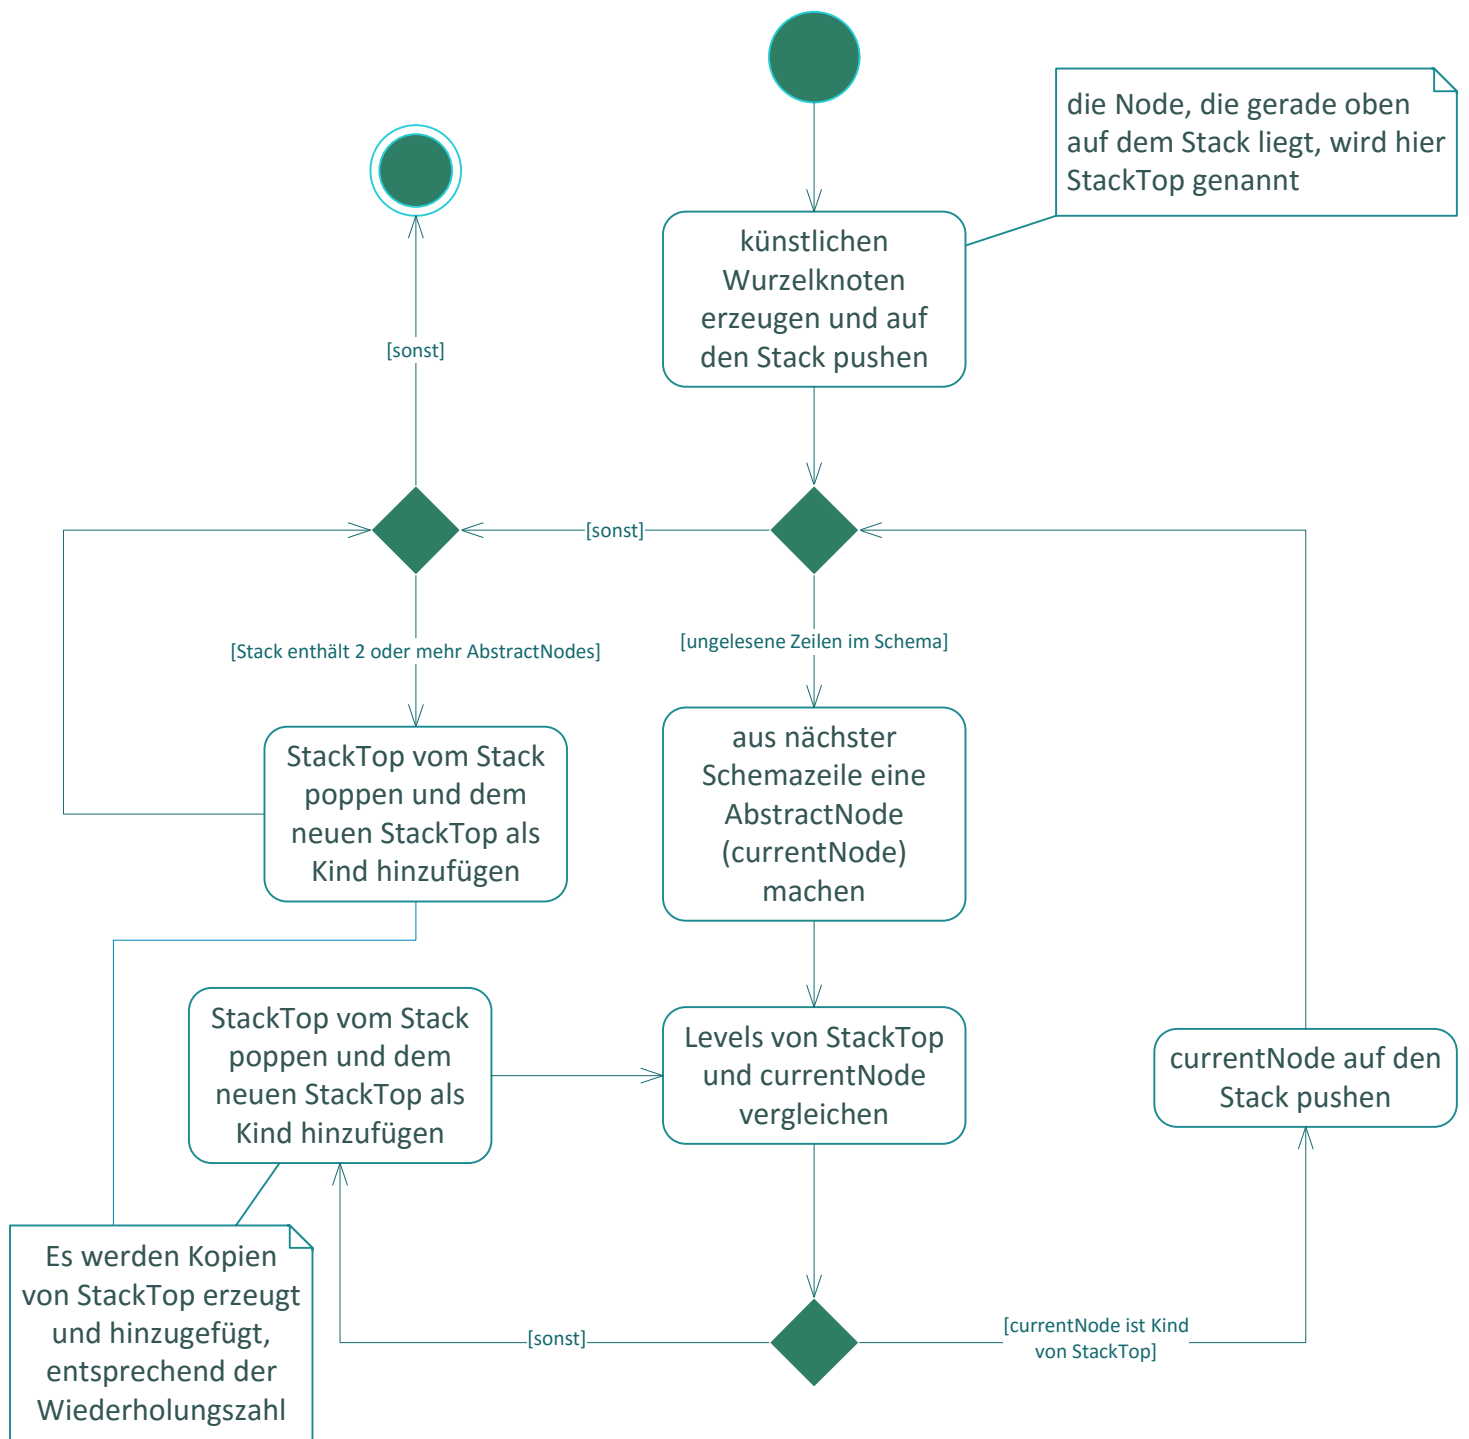 die Node, die gerade oben
auf dem Stack liegt, wird hier
StackTop genannt
künstlichen
Wurzelknoten
erzeugen und auf
den Stack pushen
[sonst]
[sonst]
[Stack enthält 2 oder mehr AbstractNodes]
[ungelesene Zeilen im Schema]
StackTop vom Stack
poppen und dem
neuen StackTop als
Kind hinzufügen
aus nächster
Schemazeile eine
AbstractNode
(currentNode)
machen
StackTop vom Stack
poppen und dem
neuen StackTop als
Kind hinzufügen
Levels von StackTop
und currentNode
vergleichen
currentNode auf den
Stack pushen
Es werden Kopien
von StackTop erzeugt
und hinzugefügt,
entsprechend der
Wiederholungszahl
[sonst]
[currentNode ist Kind
von StackTop]